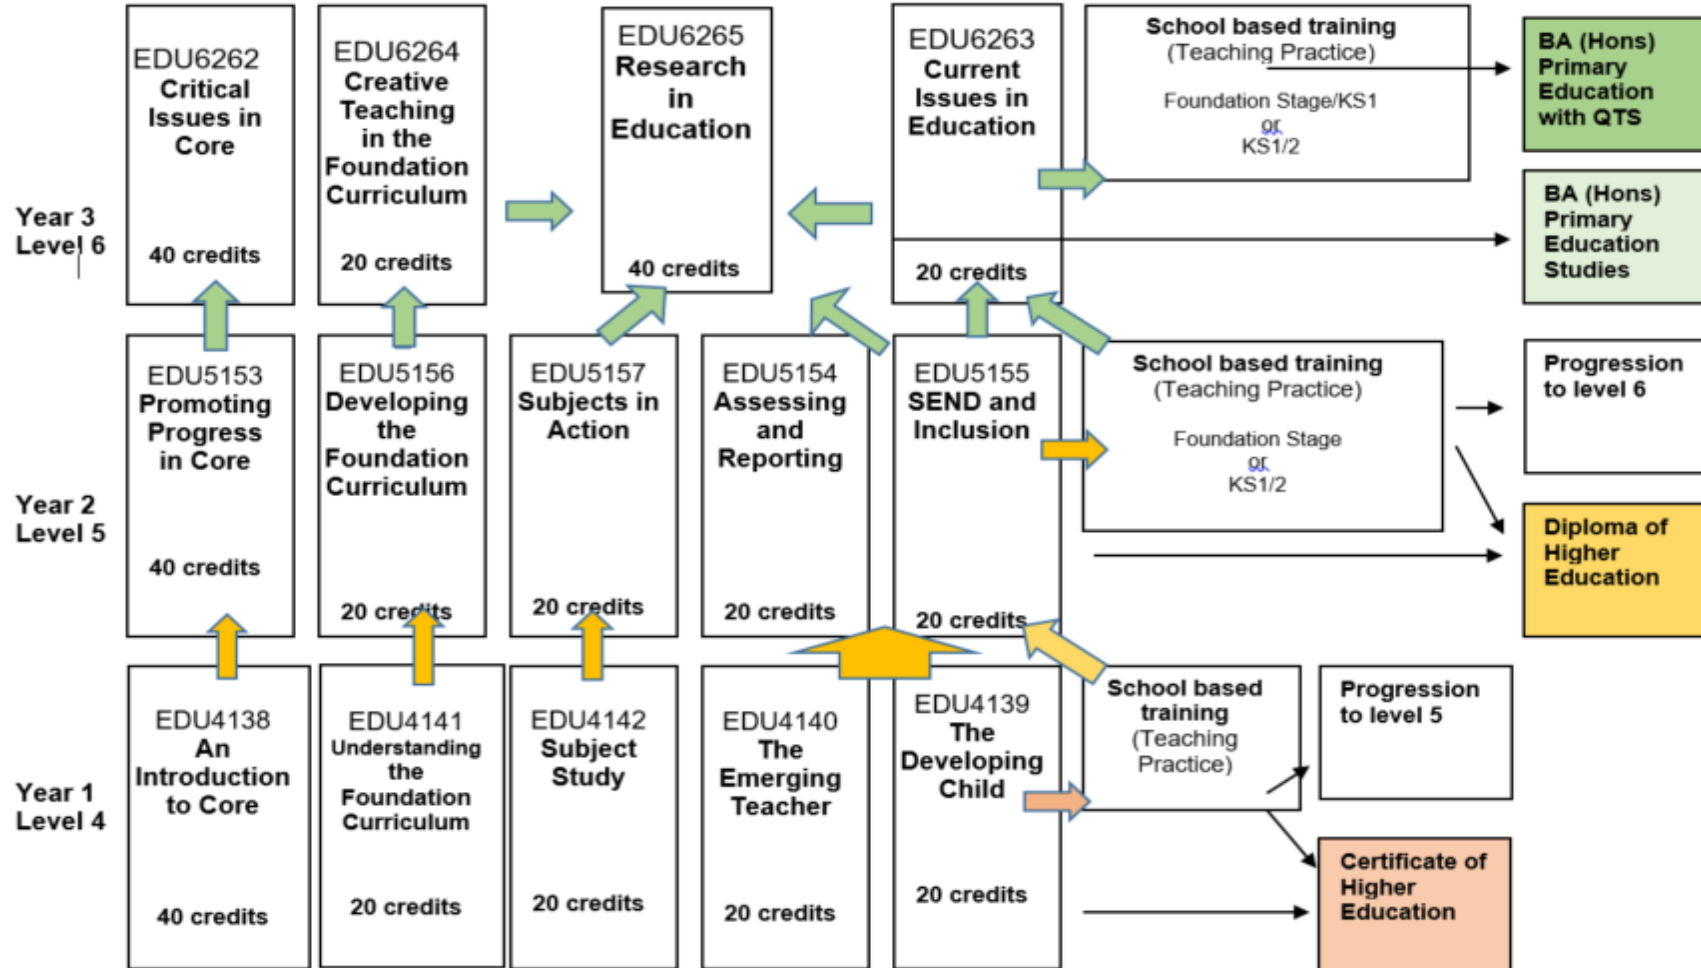 EDU6262
Critical
Issues in
Core
40 credits
EDU6264
Creative
Teaching
in the
Foundation
Curriculum
20 credits
EDU6265
Research
in
Education
40 credits
EDU6263
Current
Issues in
Education
20 credits
School based training
(Teaching Practice)
Foundation Stage/KS1
or
KS1/2
BA (Hons)
Primary
Education
with QTS
BA (Hons)
Primary
Education
Studies
Year 3
Level 6
EDU5153
Promoting
Progress
in Core
40 credits
EDU5156
Developing
the
Foundation
Curriculum
20 credits
EDU5157
Subjects in
Action
20 credits
EDU5154
Assessing
and
Reporting
20 credits
EDU5155
SEND and
Inclusion
20 credits
School based training
(Teaching Practice)
Foundation Stage
or
KS1/2
Progression
to level 6
Diploma of
Higher
Education
Year 2
Level 5
EDU4138
An
Introduction
to Core
40 credits
EDU4141
Understanding
the
Foundation
Curriculum
20 credits
EDU4142
Subject
Study
20 credits
EDU4140
The
Emerging
Teacher
20 credits
EDU4139
The
Developing
Child
20 credits
School based
training
(Teaching
Practice)
Progression
to level 5
Certificate of
Higher
Education
Year 1
Level 4